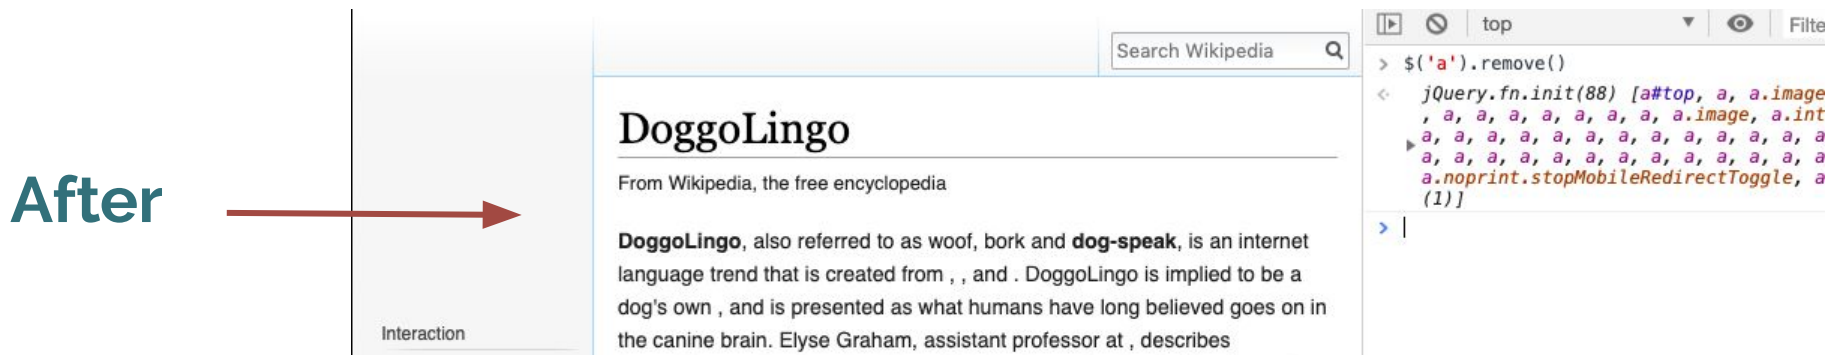 After
Search Wikipedia
DoggoLingo
From Wikipedia, the free encyclopedia
DoggoLingo, also referred to as woof, bork and dog-speak, is an internet
language trend that is created from , , and . DoggoLingo is implied to be a
dog's own , and is presented as what humans have long believed goes on in
the canine brain. Elyse Graham, assistant professor at , describes
Interaction
top
Filte
> $('a').remove()
jQuery.fn.init(88) [a#top, a, a.image
, a, a, a, a, a, a, a, a.image, a.int
a, a, a, a, a, a, a, a, a, a, a, a, a
a, a, a, a, a, a, a, a, a, a, a, a, a
a.noprint.stopMobileRedirectToggle, a
(1)]
>